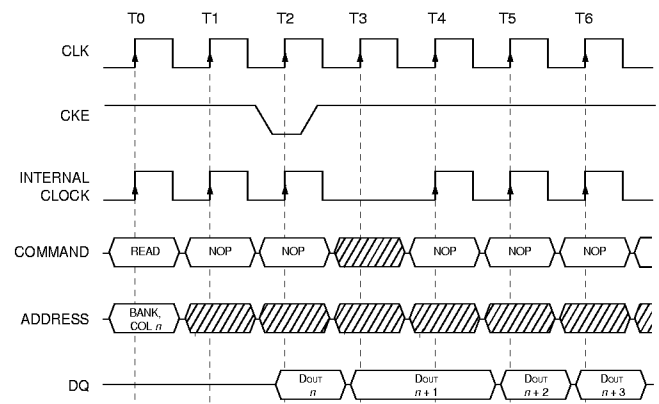 T0 T1 T2 T3 T4 T5 T6
CLK
CKE
INTERNAL
CLOCK
COMMAND READ NOP NOP NOP NOP NOP
ADDRESS BANK,
COL n
DQ DOUT DOUT DOUT DOUT
n n + 1 n + 2 n + 3